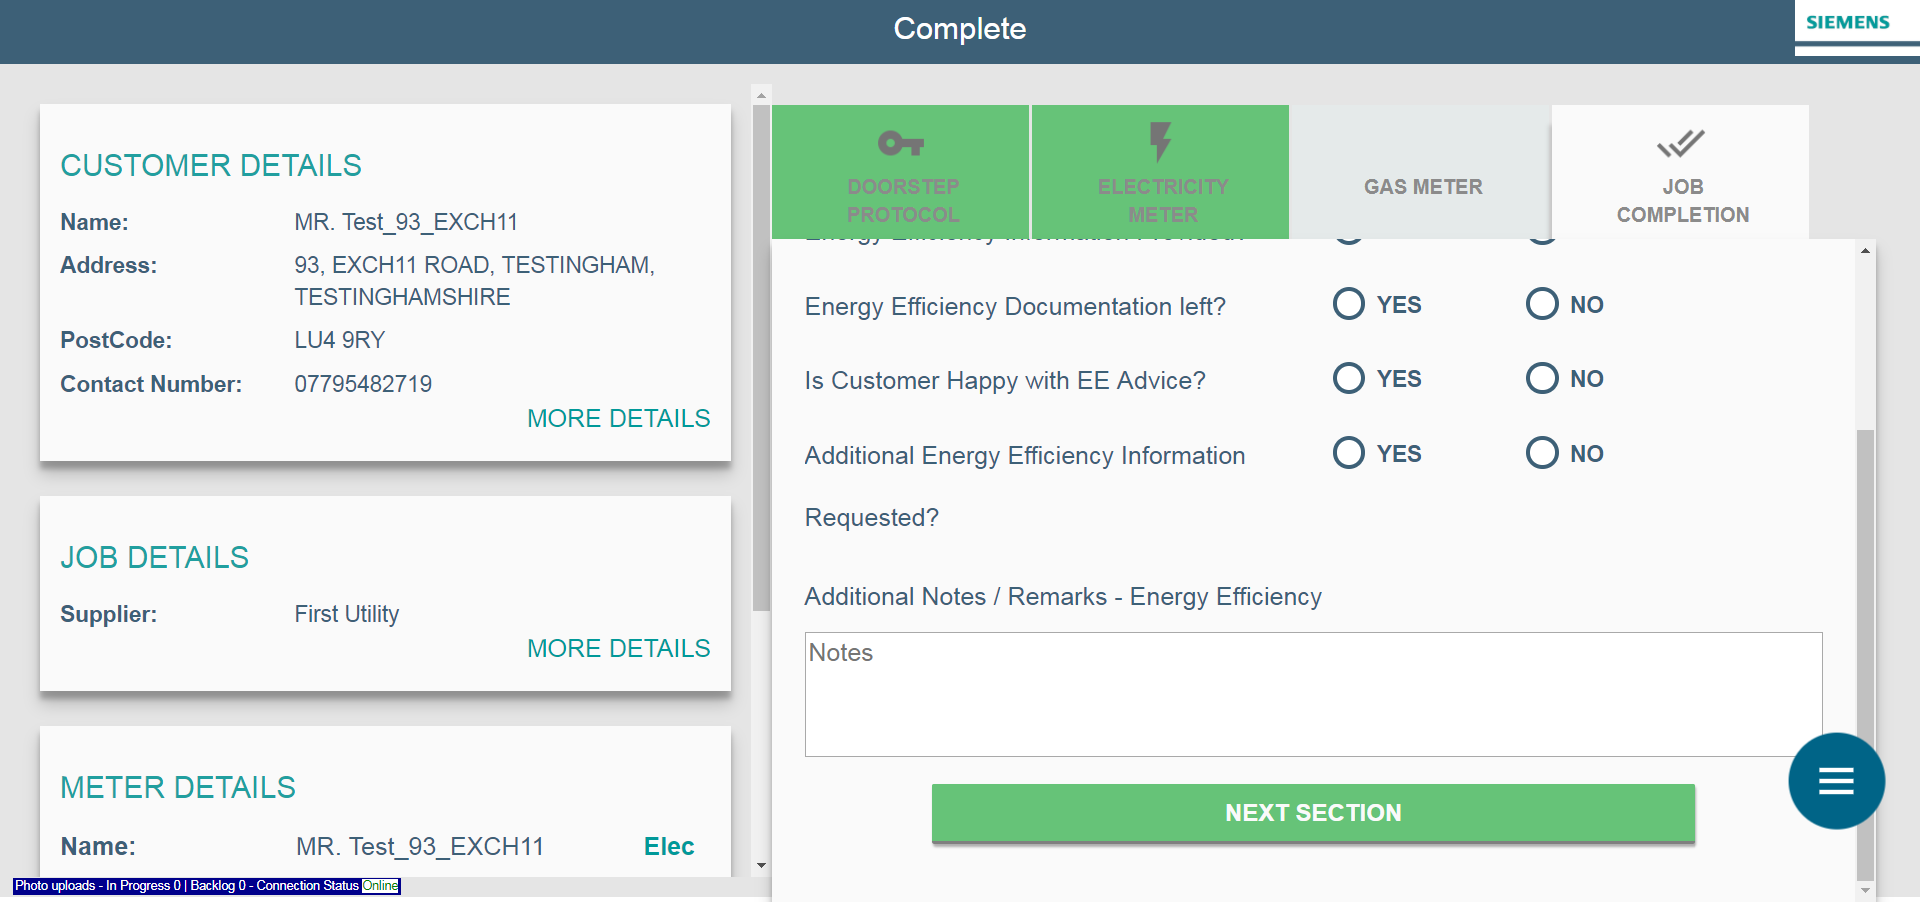 Complete
SIEMENS
CUSTOMER DETAILS
Name: MR. Test_93_EXCH11
Address: 93, EXCH11 ROAD, TESTINGHAM,
TESTINGHAMSHIRE
PostCode: LU4 9RY
Contact Number: 07795482719
MORE DETAILS
JOB DETAILS
Supplier: First Utility
MORE DETAILS
METER DETAILS
Name: MR. Test_93_EXCH11 Elec
Photo uploads - In Progress 0 | Backlog 0 - Connection Status Online
DOORSTEP
PROTOCOL
ELECTRICITY
METER
GAS METER
JOB
COMPLETION
Energy Efficiency Information Provided?
Energy Efficiency Documentation left? YES NO
Is Customer Happy with EE Advice? YES NO
Additional Energy Efficiency Information YES NO
Requested?
Additional Notes / Remarks - Energy Efficiency
Notes
NEXT SECTION